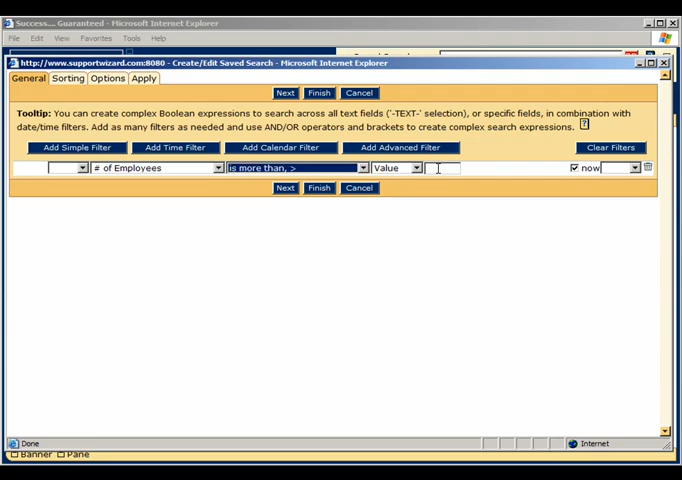 Success.... Guaranteed - Microsoft Internet Explorer
File Edit View Favorites Tools Help
http://www.supportwizard.com:8080 - Create/Edit Saved Search - Microsoft Internet Explorer
General Sorting Options Apply
Next Finish Cancel
Tooltip: You can create complex Boolean expressions to search across all text fields ('-TEXT-' selection), or specific fields, in combination with
date/time filters. Add as many filters as needed and use AND/OR operators and brackets to create complex search expressions. ?
Add Simple Filter Add Time Filter Add Calendar Filter Add Advanced Filter Clear Filters
# of Employees is more than, > Value now
Next Finish Cancel
Done Internet
Banner Pane